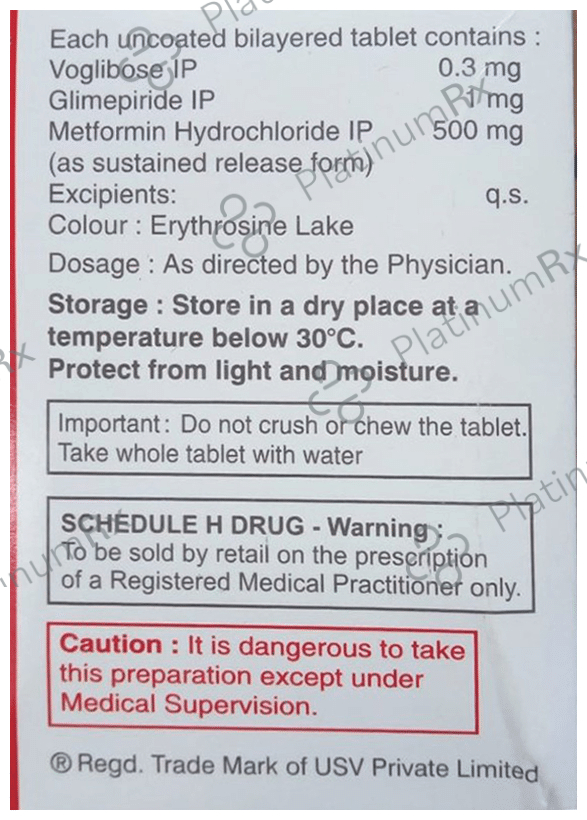 Each uncoated bilayered tablet contains :
Voglibose IP 0.3 mg
Glimepiride IP 1 mg
Metformin Hydrochloride IP 500 mg
(as sustained release form)
Excipients: q.s.
Colour : Erythrosine Lake
Dosage : As directed by the Physician.
Storage : Store in a dry place at a
temperature below 30°C.
Protect from light and moisture.
Important : Do not crush or chew the tablet.
Take whole tablet with water
SCHEDULE H DRUG - Warning :
To be sold by retail on the prescription
of a Registered Medical Practitioner only.
Caution : It is dangerous to take
this preparation except under
Medical Supervision.
® Regd. Trade Mark of USV Private Limited
PlatinumRx
PlatinumRx